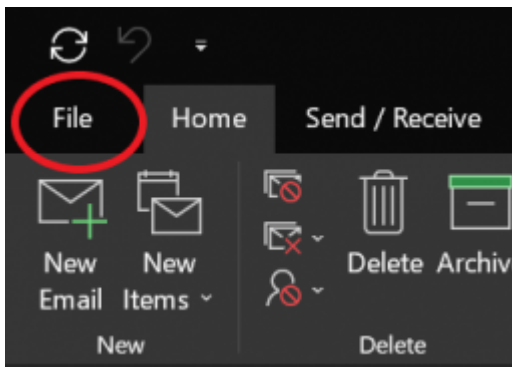 File Home Send / Receive
New Email
New Items
Delete
Archiv
New
Delete